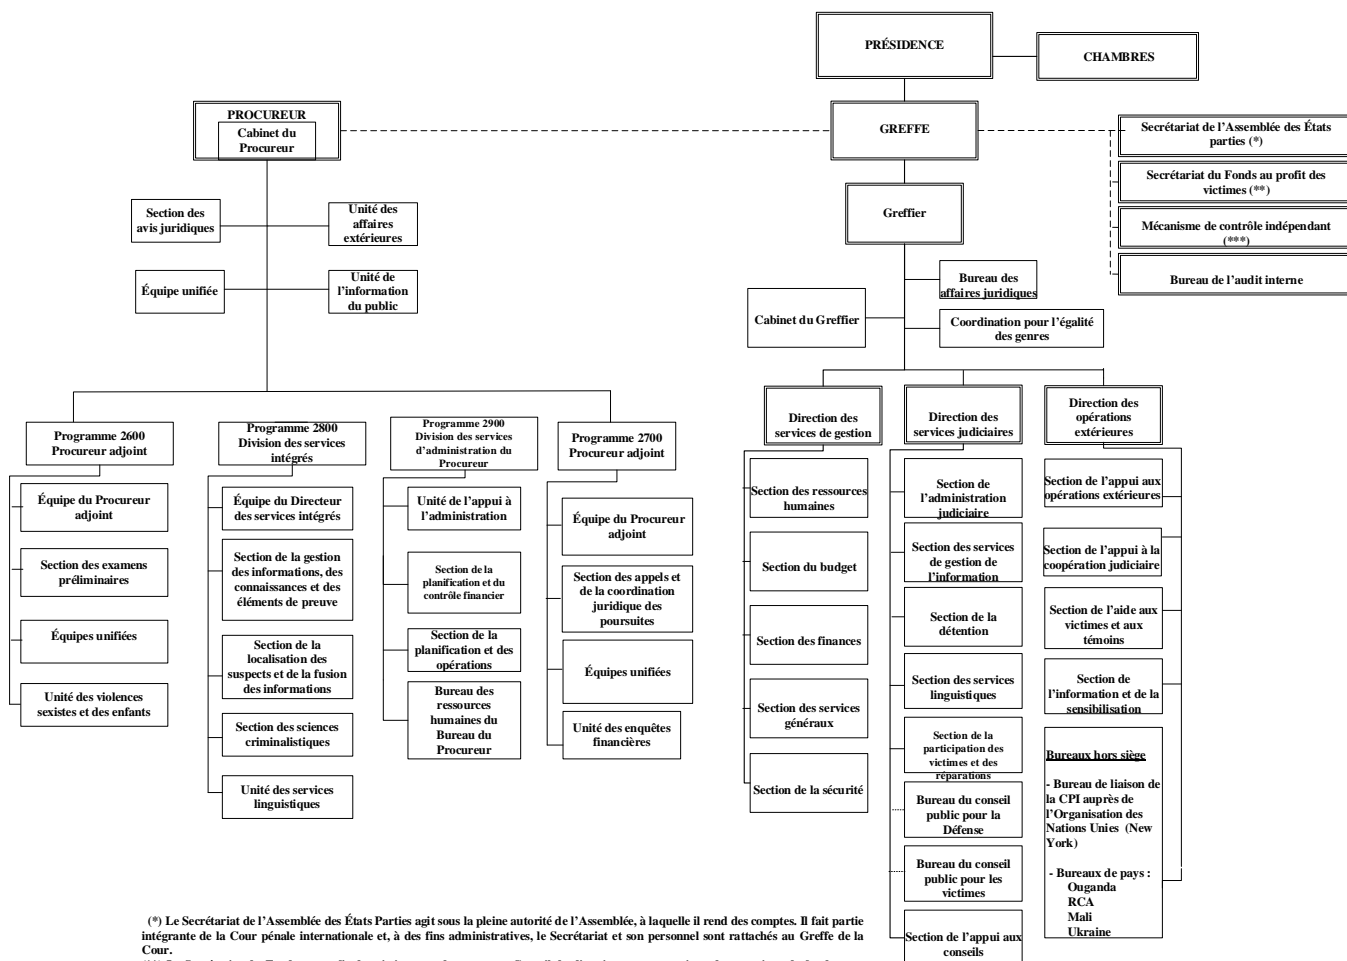 PRÉSIDENCE
CHAMBRES
PROCUREUR
Cabinet du
Procureur
GREFFE
Secrétariat de l'Assemblée des États
parties (*)
Secrétariat du Fonds au profit des
victimes (**)
Mécanisme de contrôle indépendant
(***)
Bureau de l'audit interne
Greffier
Section des
avis juridiques
Unité des
affaires
extérieures
Équipe unifiée
Unité de
l'information
du public
Bureau des
affaires juridiques
Cabinet du Greffier
Coordination pour l'égalité
des genres
Programme 2600
Procureur adjoint
Équipe du Procureur
adjoint
Section des examens
préliminaires
Équipes unifiées
Unité des violences
sexistes et des enfants
Programme 2800
Division des services
intégrés
Équipe du Directeur
des services intégrés
Section de la gestion
des informations, des
connaissances et des
éléments de preuve
Section de la
localisation des
suspects et de la fusion
des informations
Section des sciences
criminalistiques
Unité des services
linguistiques
Programme 2900
Division des services
d'administration du
Procureur
Unité de l'appui à
l'administration
Section de la
planification et du
contrôle financier
Section de la
planification et des
opérations
Bureau des
ressources
humaines du
Bureau du
Procureur
Programme 2700
Procureur adjoint
Équipe du Procureur
adjoint
Section des appels et
de la coordination
juridique des
poursuites
Équipes unifiées
Unité des enquêtes
financières
Direction des
services de gestion
Section des ressources
humaines
Section du budget
Section des finances
Section des services
généraux
Section de la sécurité
Direction des
services judiciaires
Section de
l'administration
judiciaire
Section des services
de gestion de
l'information
Section de la
détention
Section des services
linguistiques
Section de la
participation des
victimes et des
réparations
Bureau du conseil
public pour la
Défense
Bureau du conseil
public pour les
victimes
Section de l'appui aux
conseils
Direction des
opérations
extérieures
Section de l'appui aux
opérations extérieures
Section de l'appui à la
coopération judiciaire
Section de l'aide aux
victimes et aux
témoins
Section de
l'information et de la
sensibilisation
Bureaux hors siège
- Bureau de liaison de
la CPI auprès de
l'Organisation des
Nations Unies (New
York)
- Bureaux de pays :
Ouganda
RCA
Mali
Ukraine
(*) Le Secrétariat de l'Assemblée des États Parties agit sous la pleine autorité de l'Assemblée, à laquelle il rend des comptes. Il fait partie
intégrante de la Cour pénale internationale et, à des fins administratives, le Secrétariat et son personnel sont rattachés au Greffe de la
Cour.